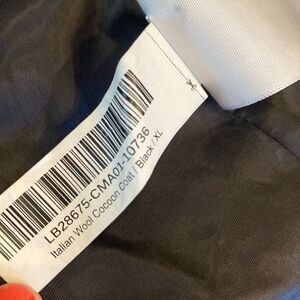 LB28675-CMA01-10736
Italian Wool Cocoon Coat / Black / XL